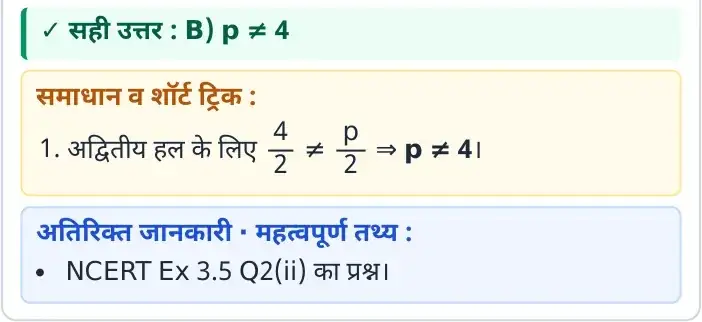 ✓ सही उत्तर : B) p ≠ 4
समाधान व शॉर्ट ट्रिक :
1. अद्वितीय हल के लिए 4/2 ≠ p/2 ⇒ p ≠ 4।
अतिरिक्त जानकारी · महत्वपूर्ण तथ्य :
• NCERT Ex 3.5 Q2(ii) का प्रश्न।